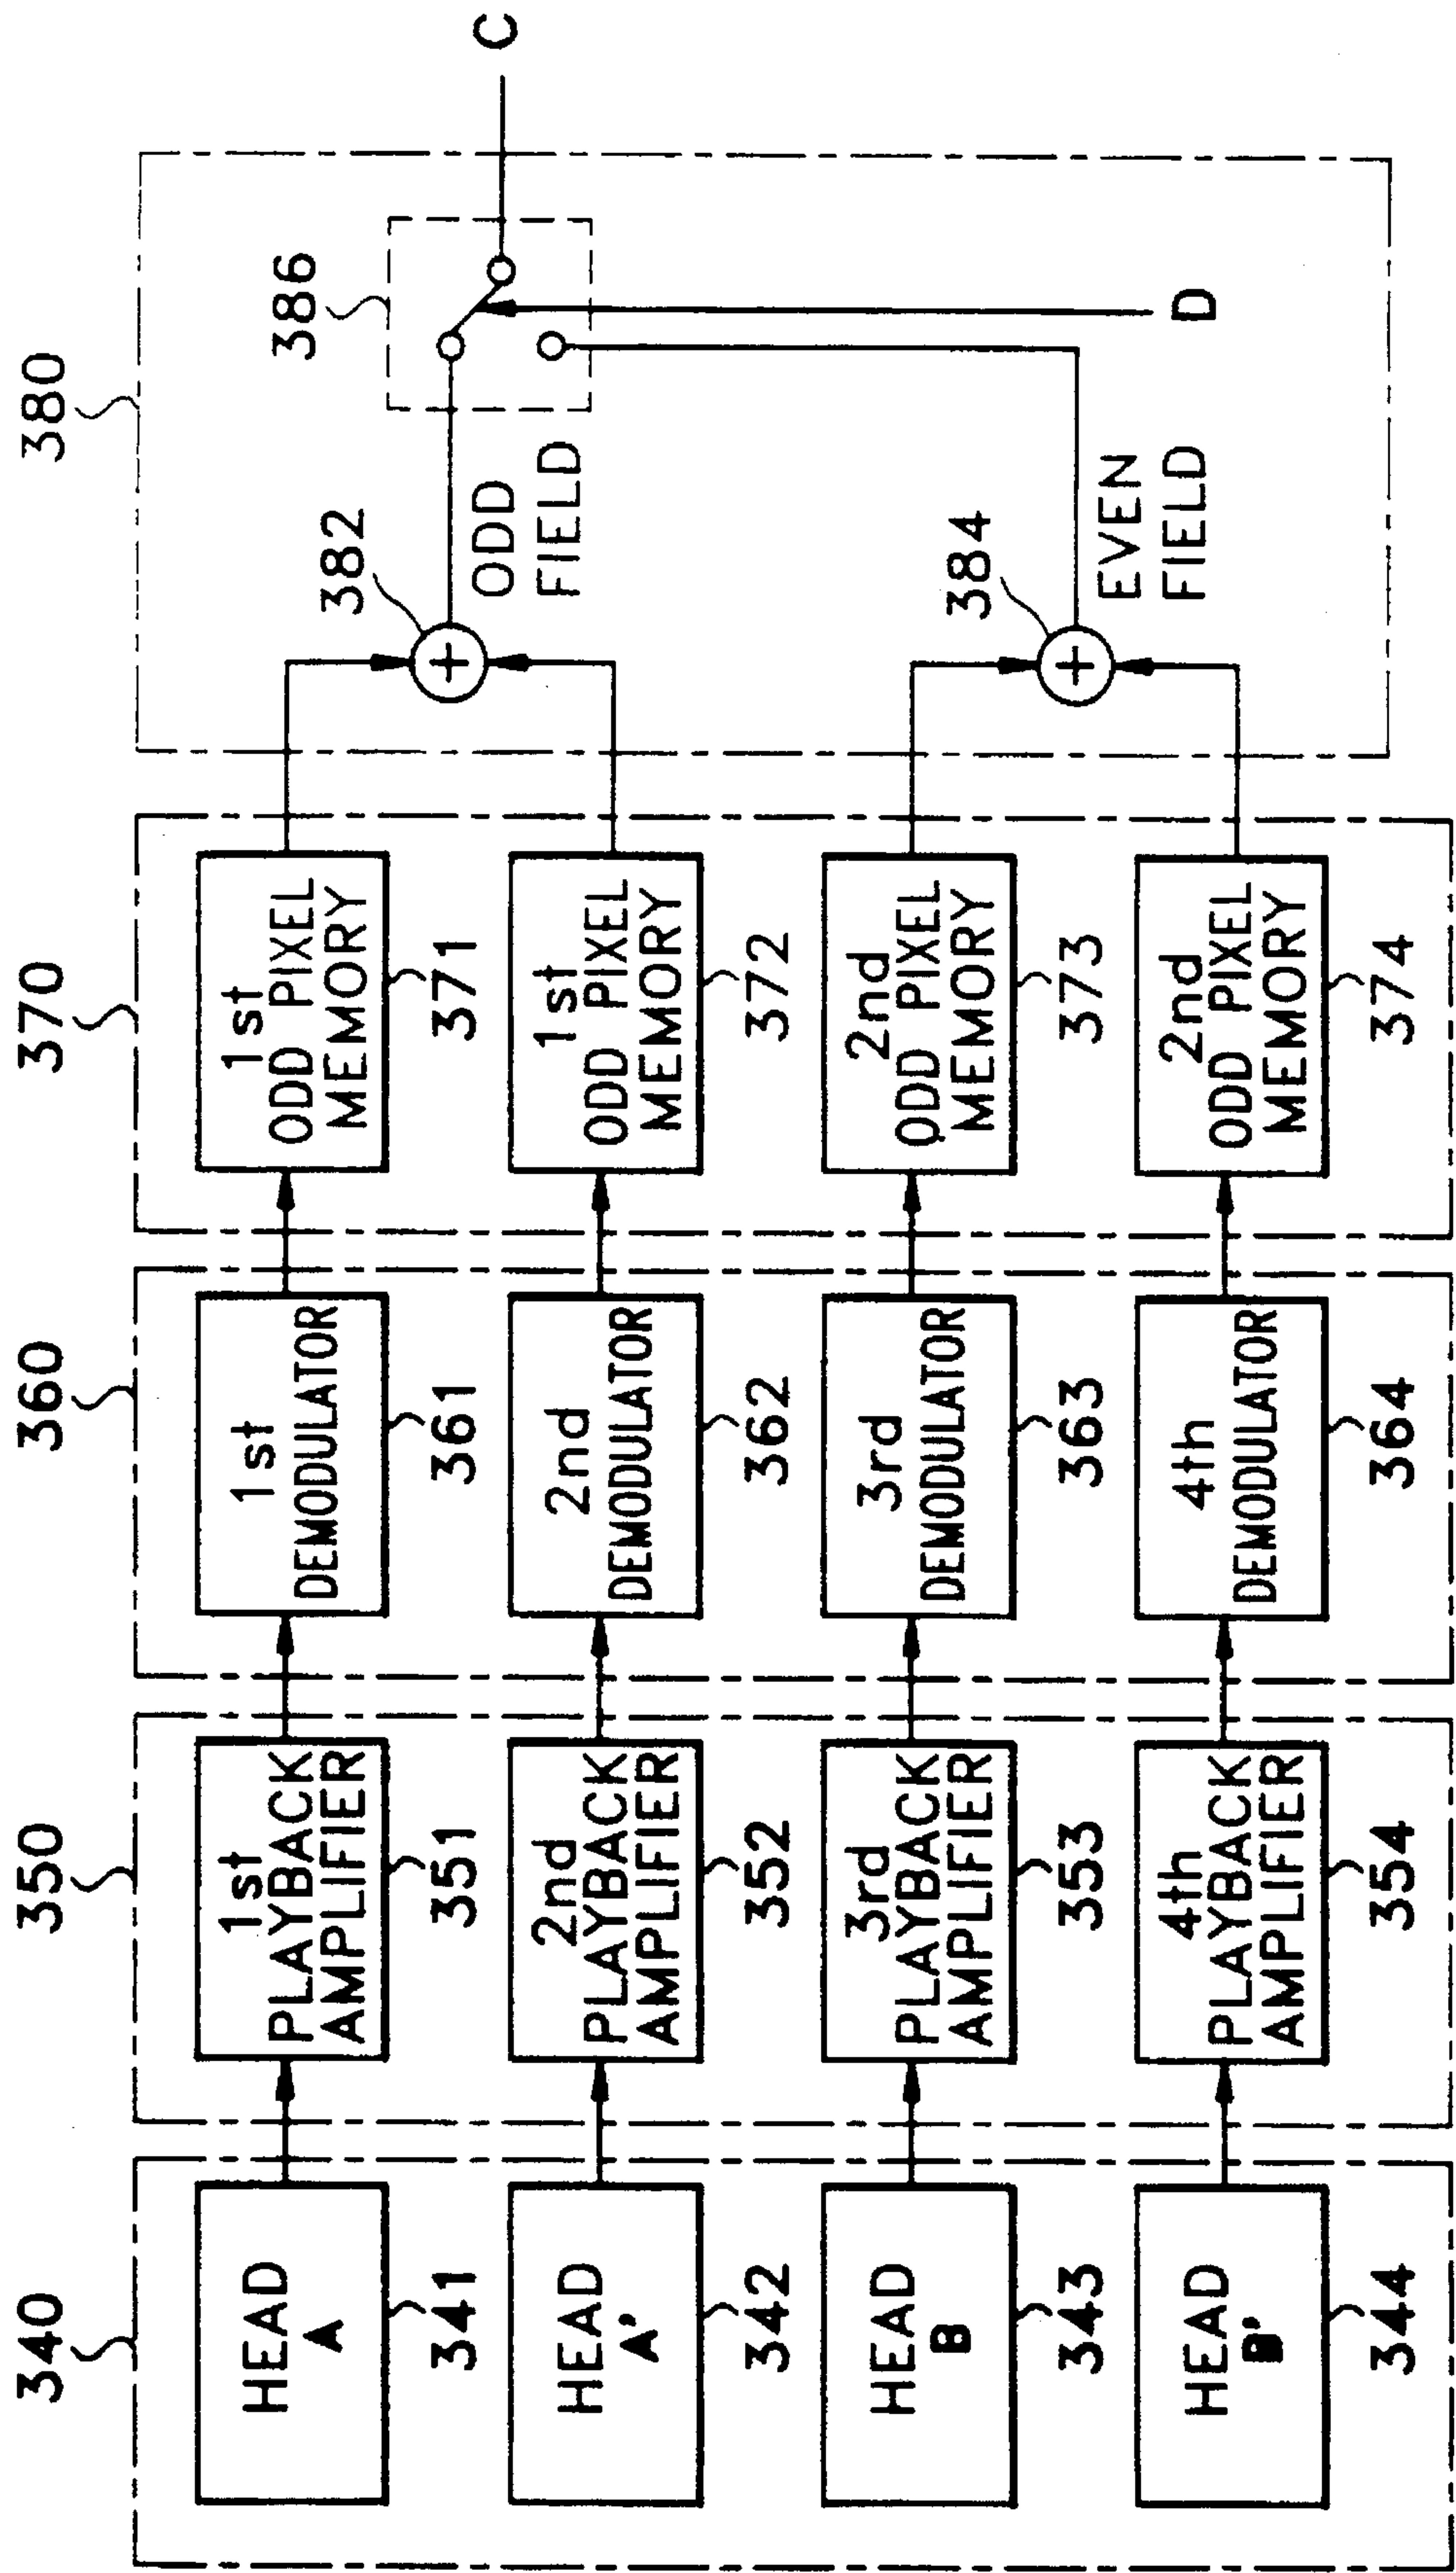 340
350
360
370
380
HEAD
A
341
1st
PLAYBACK
AMPLIFIER
351
1st
DEMODULATOR
361
1st
ODD PIXEL
MEMORY
371
382
ODD
FIELD
386
C
HEAD
A'
342
2nd
PLAYBACK
AMPLIFIER
352
2nd
DEMODULATOR
362
1st
ODD PIXEL
MEMORY
372
HEAD
B
343
3rd
PLAYBACK
AMPLIFIER
353
3rd
DEMODULATOR
363
2nd
ODD PIXEL
MEMORY
373
384
EVEN
FIELD
D
HEAD
B'
344
4th
PLAYBACK
AMPLIFIER
354
4th
DEMODULATOR
364
2nd
ODD PIXEL
MEMORY
374